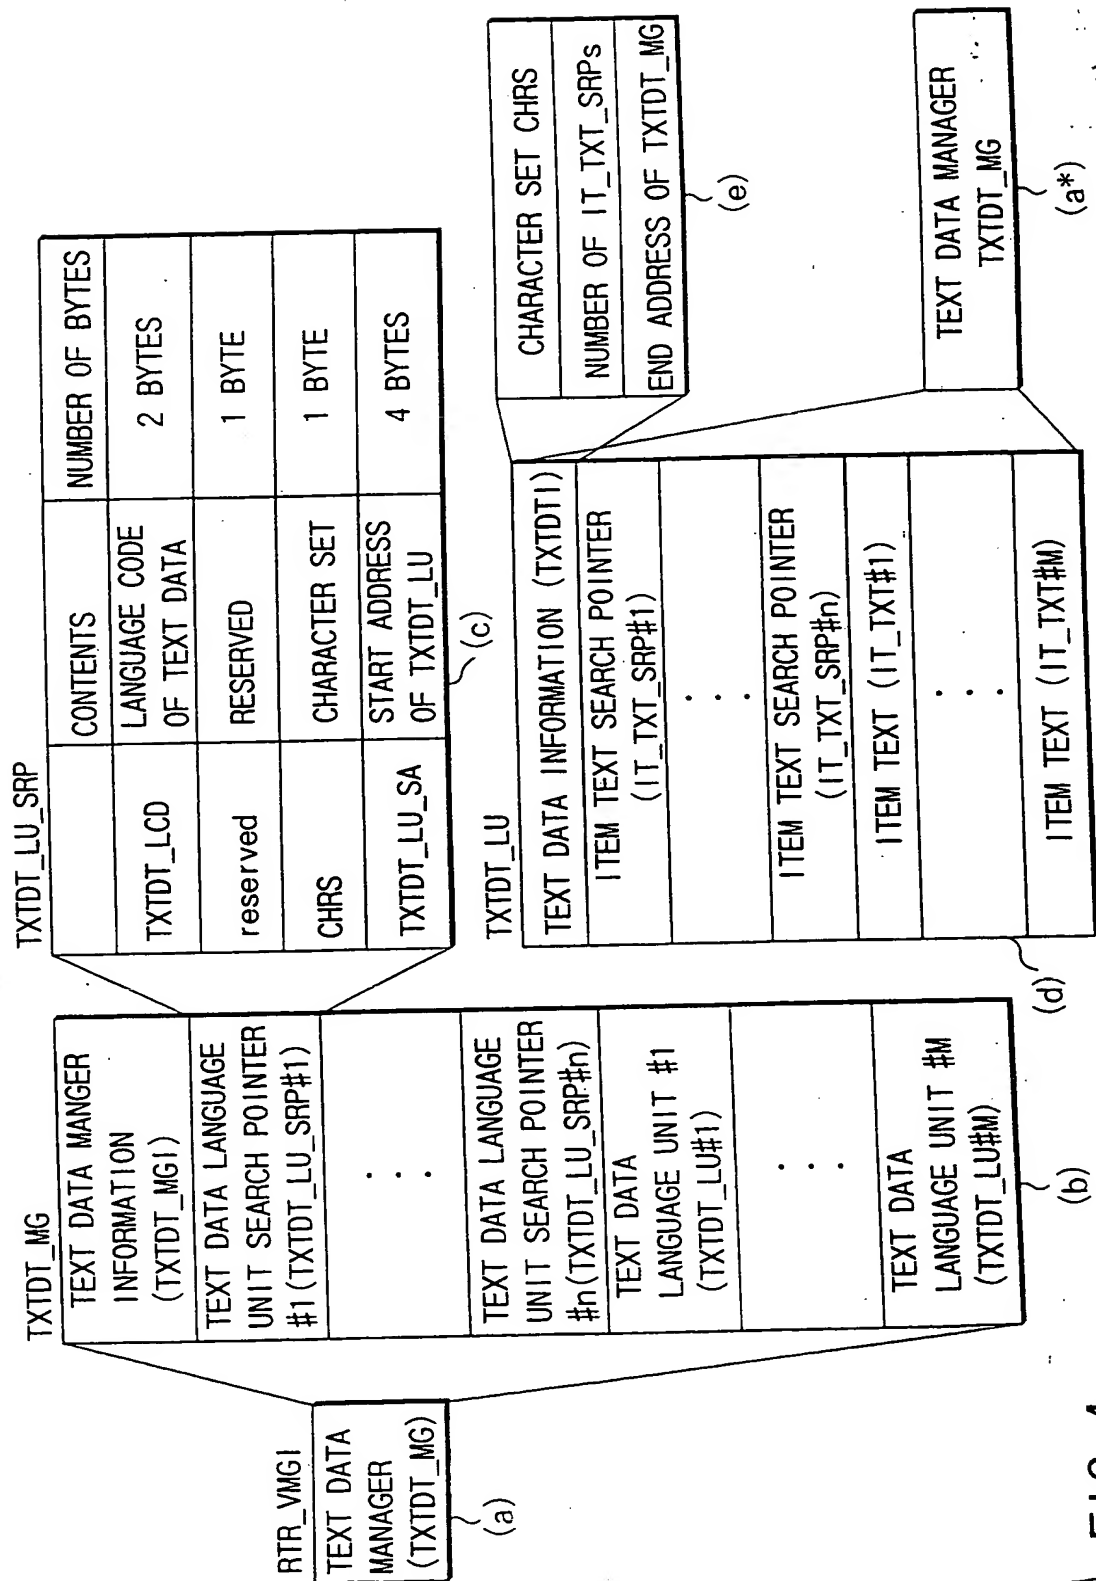 RTR_VMGI
TEXT DATA
MANAGER
(TXTDT_MG)
(a)
TXTDT_MG
TEXT DATA MANGER
INFORMATION
(TXTDT_MGI)
TEXT DATA LANGUAGE
UNIT SEARCH POINTER
#1(TXTDT_LU_SRP#1)
. . .
TEXT DATA LANGUAGE
UNIT SEARCH POINTER
#n(TXTDT_LU_SRP#n)
TEXT DATA
LANGUAGE UNIT #1
(TXTDT_LU#1)
. . .
TEXT DATA
LANGUAGE UNIT #M
(TXTDT_LU#M)
(b)
TXTDT_LU_SRP
CONTENTS NUMBER OF BYTES
TXTDT_LCD LANGUAGE CODE OF TEXT DATA 2 BYTES
reserved RESERVED 1 BYTE
CHRS CHARACTER SET 1 BYTE
TXTDT_LU_SA START ADDRESS OF TXTDT_LU 4 BYTES
(c)
TXTDT_LU
TEXT DATA INFORMATION (TXTDTI)
ITEM TEXT SEARCH POINTER
(IT_TXT_SRP#1)
. . .
ITEM TEXT SEARCH POINTER
(IT_TXT_SRP#n)
ITEM TEXT (IT_TXT#1)
. . .
ITEM TEXT (IT_TXT#M)
(d)
CHARACTER SET CHRS
NUMBER OF IT_TXT_SRPs
END ADDRESS OF TXTDT_MG
(e)
TEXT DATA MANAGER
TXTDT_MG
(a*)